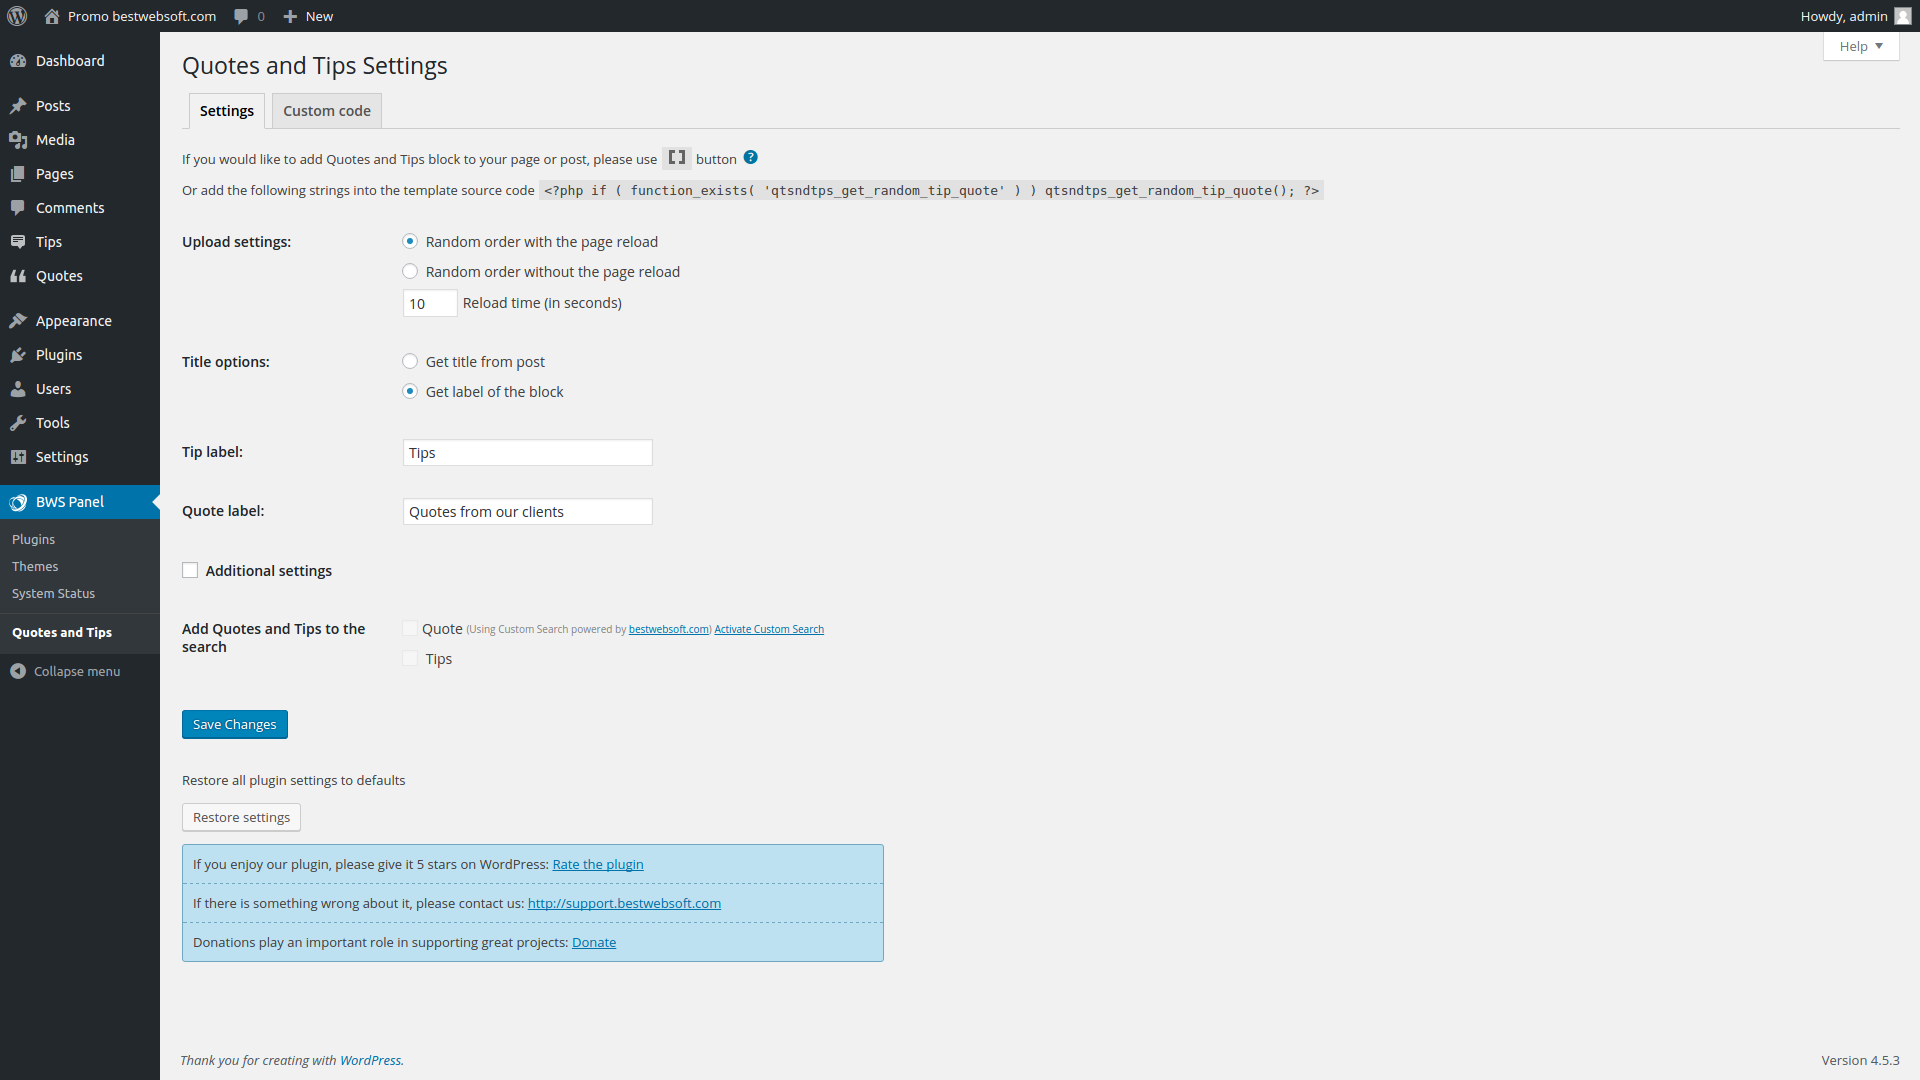 Promo bestwebsoft.com 0 New Howdy, admin
Help
Dashboard
Posts
Media
Pages
Comments
Tips
Quotes
Appearance
Plugins
Users
Tools
Settings
BWS Panel
Plugins
Themes
System Status
Quotes and Tips
Collapse menu
Quotes and Tips Settings
Settings Custom code
If you would like to add Quotes and Tips block to your page or post, please use [] button ?
Or add the following strings into the template source code <?php if ( function_exists( 'qtsndtps_get_random_tip_quote' ) ) qtsndtps_get_random_tip_quote(); ?>
Upload settings: Random order with the page reload
Random order without the page reload
10 Reload time (in seconds)
Title options: Get title from post
Get label of the block
Tip label: Tips
Quote label: Quotes from our clients
Additional settings
Add Quotes and Tips to the search
Quote (Using Custom Search powered by bestwebsoft.com) Activate Custom Search
Tips
Save Changes
Restore all plugin settings to defaults
Restore settings
If you enjoy our plugin, please give it 5 stars on WordPress: Rate the plugin
If there is something wrong about it, please contact us: http://support.bestwebsoft.com
Donations play an important role in supporting great projects: Donate
Thank you for creating with WordPress. Version 4.5.3